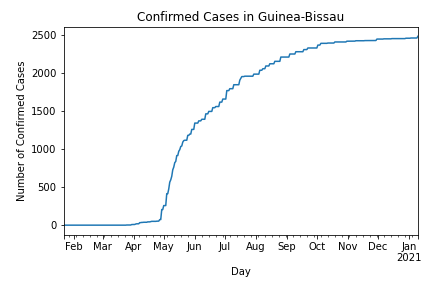 Confirmed Cases in Guinea-Bissau
Number of Confirmed Cases
2500
2000
1500
1000
500
0
Feb Mar Apr May Jun Jul Aug Sep Oct Nov Dec Jan
2021
Day